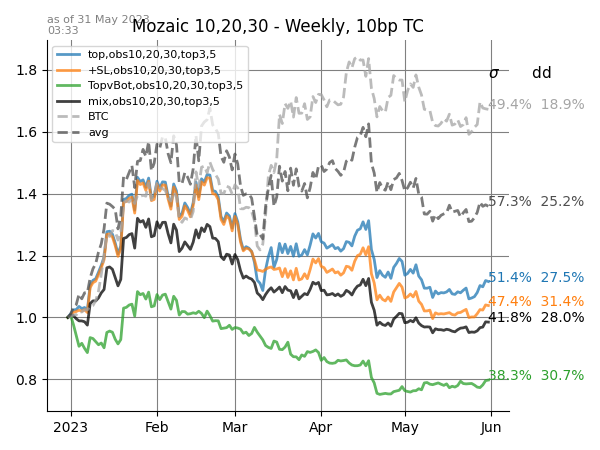 as of 31 May 2023
03:33
Mozaic 10,20,30 - Weekly, 10bp TC
top,obs10,20,30,top3,5
+SL,obs10,20,30,top3,5
TopvBot,obs10,20,30,top3,5
mix,obs10,20,30,top3,5
BTC
avg
σ dd
49.4% 18.9%
57.3% 25.2%
51.4% 27.5%
47.4% 31.4%
41.8% 28.0%
38.3% 30.7%
1.8
1.6
1.4
1.2
1.0
0.8
2023 Feb Mar Apr May Jun